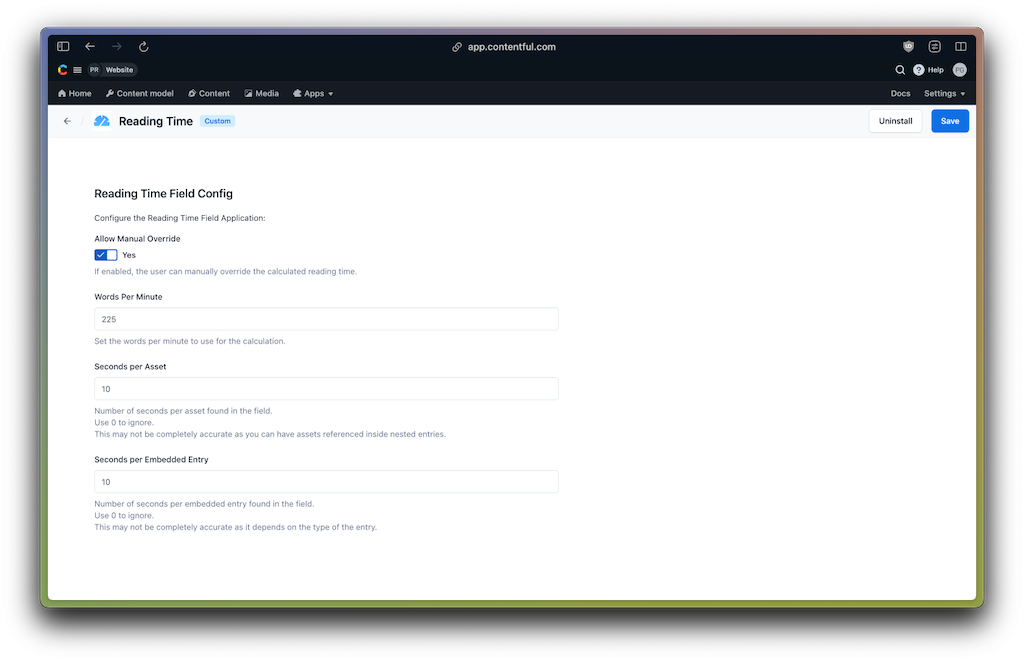 app.contentful.com
PR Website
Help PG
Home Content model Content Media Apps Docs Settings
Reading Time Custom Uninstall Save
Reading Time Field Config
Configure the Reading Time Field Application:
Allow Manual Override
Yes
If enabled, the user can manually override the calculated reading time.
Words Per Minute
225
Set the words per minute to use for the calculation.
Seconds per Asset
10
Number of seconds per asset found in the field.
Use 0 to ignore.
This may not be completely accurate as you can have assets referenced inside nested entries.
Seconds per Embedded Entry
10
Number of seconds per embedded entry found in the field.
Use 0 to ignore.
This may not be completely accurate as it depends on the type of the entry.